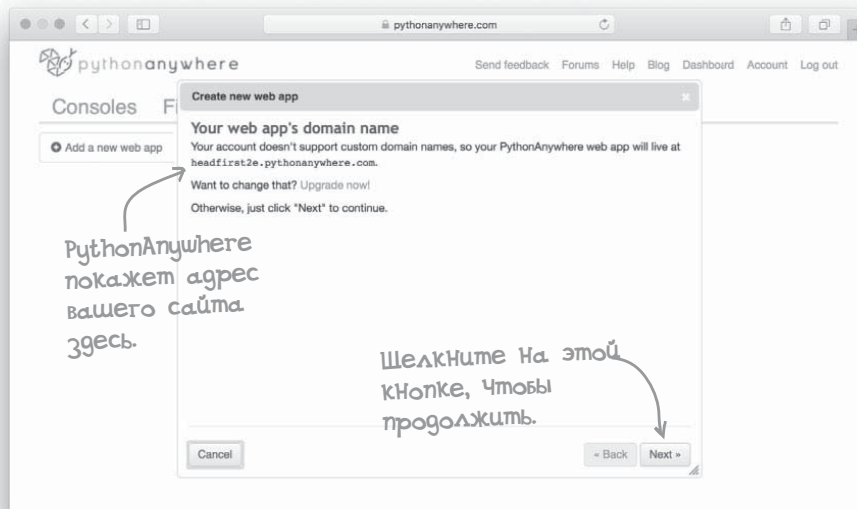 pythonanywhere.com
pythonanywhere
Send feedback Forums Help Blog Dashboard Account Log out
Consoles Fi
Create new web app
Add a new web app
Your web app's domain name
Your account doesn't support custom domain names, so your PythonAnywhere web app will live at
headfirst2e.pythonanywhere.com.
Want to change that? Upgrade now!
Otherwise, just click "Next" to continue.
PythonAnywhere
покажет адрес
вашего сайта
здесь.
Щелкните на этой
кнопке, чтобы
продолжить.
Cancel
« Back
Next »